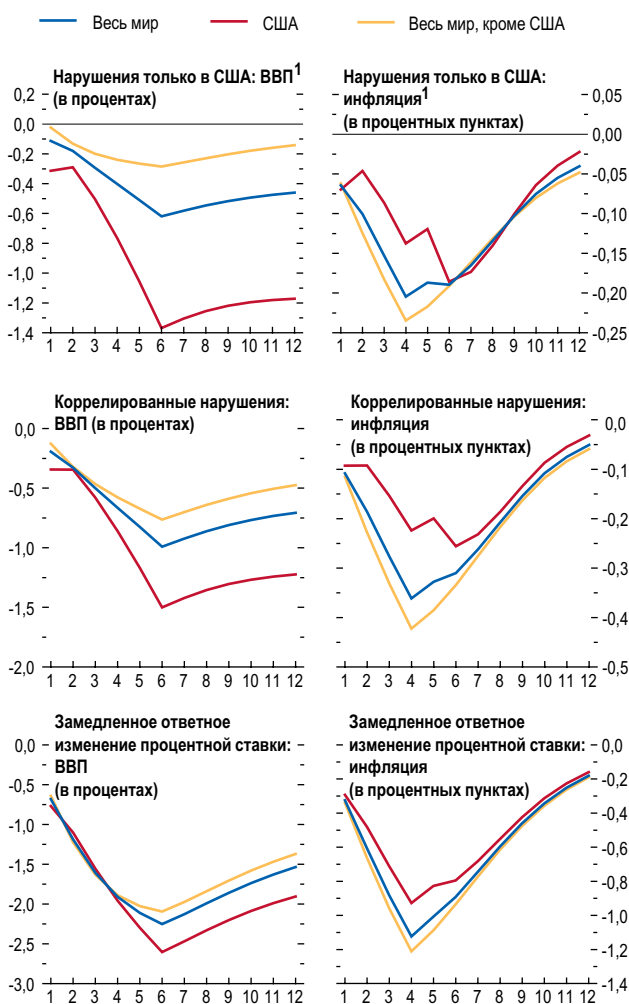 Весь мир США Весь мир, кроме США
Нарушения только в США: ВВП1
(в процентах)
0,2
0,0
-0,2
-0,4
-0,6
-0,8
-1,0
-1,2
-1,4
1 2 3 4 5 6 7 8 9 10 11 12
Нарушения только в США:
инфляция1
(в процентных пунктах)
0,05
0,00
-0,05
-0,10
-0,15
-0,20
-0,25
1 2 3 4 5 6 7 8 9 10 11 12
Коррелированные нарушения:
ВВП (в процентах)
0,0
-0,5
-1,0
-1,5
-2,0
1 2 3 4 5 6 7 8 9 10 11 12
Коррелированные нарушения:
инфляция
(в процентных пунктах)
0,0
-0,1
-0,2
-0,3
-0,4
-0,5
1 2 3 4 5 6 7 8 9 10 11 12
Замедленное ответное
изменение процентной ставки:
ВВП
(в процентах)
0,0
-0,5
-1,0
-1,5
-2,0
-2,5
-3,0
1 2 3 4 5 6 7 8 9 10 11 12
Замедленное ответное
изменение процентной ставки:
инфляция
(в процентных пунктах)
0,0
-0,2
-0,4
-0,6
-0,8
-1,0
-1,2
-1,4
1 2 3 4 5 6 7 8 9 10 11 12